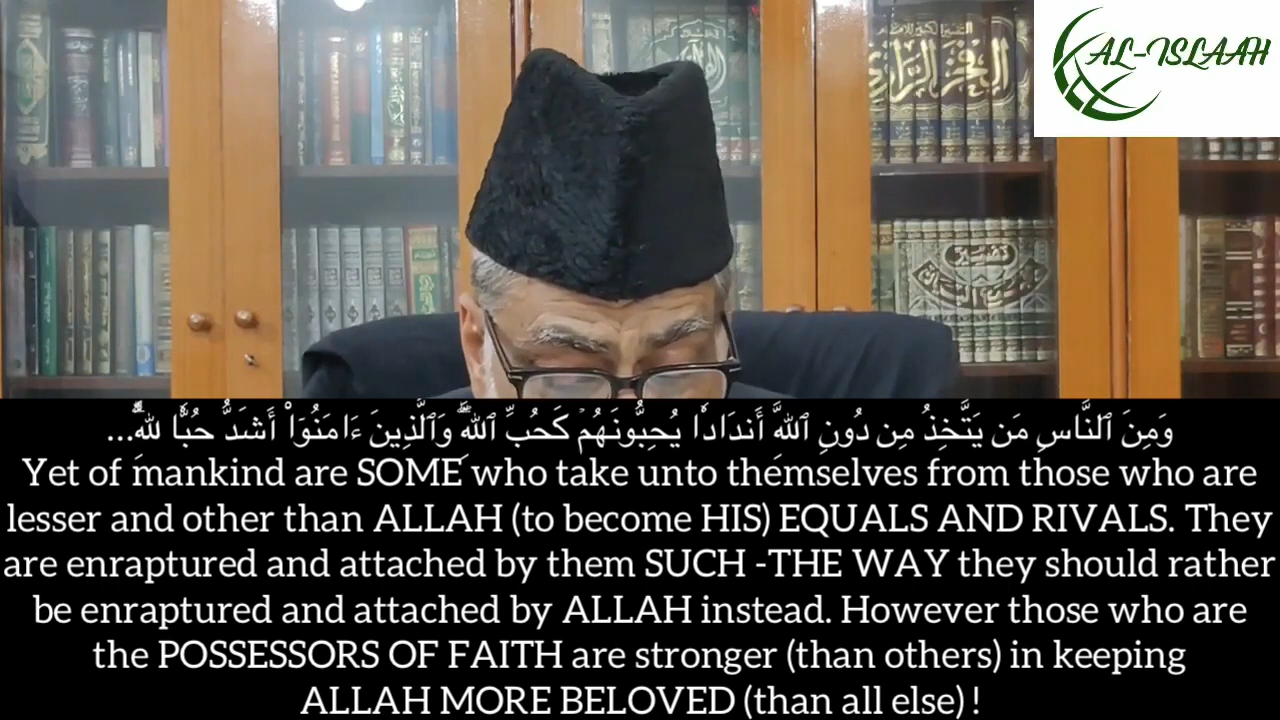 AL-ISLAAH
وَمِنَ ٱلنَّاسِ مَن يَتَّخِذُ مِن دُونِ ٱللَّهِ أَندَادٗا يُحِبُّونَهُمۡ كَحُبِّ ٱللَّهِۖ وَٱلَّذِينَ ءَامَنُوٓاْ أَشَدُّ حُبّٗا لِّلَّهِۗ...
Yet of mankind are SOME who take unto themselves from those who are
lesser and other than ALLAH (to become HIS) EQUALS AND RIVALS. They
are enraptured and attached by them SUCH -THE WAY they should rather
be enraptured and attached by ALLAH instead. However those who are
the POSSESSORS OF FAITH are stronger (than others) in keeping
ALLAH MORE BELOVED (than all else) !